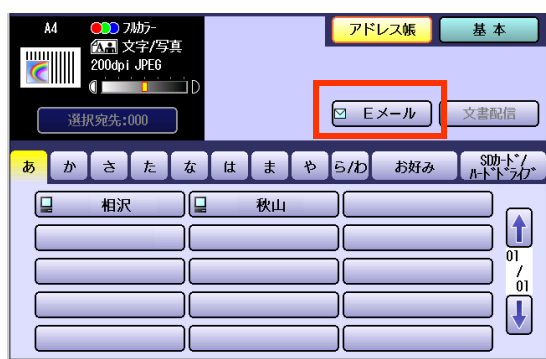 A4 フルカラー
文字/写真
200dpi JPEG
アドレス帳 基本
選択宛先:000
Eメール 文書配信
あ か さ た な は ま や ら/わ お好み SDカード/ハードドライブ
相沢 秋山
01
/
01